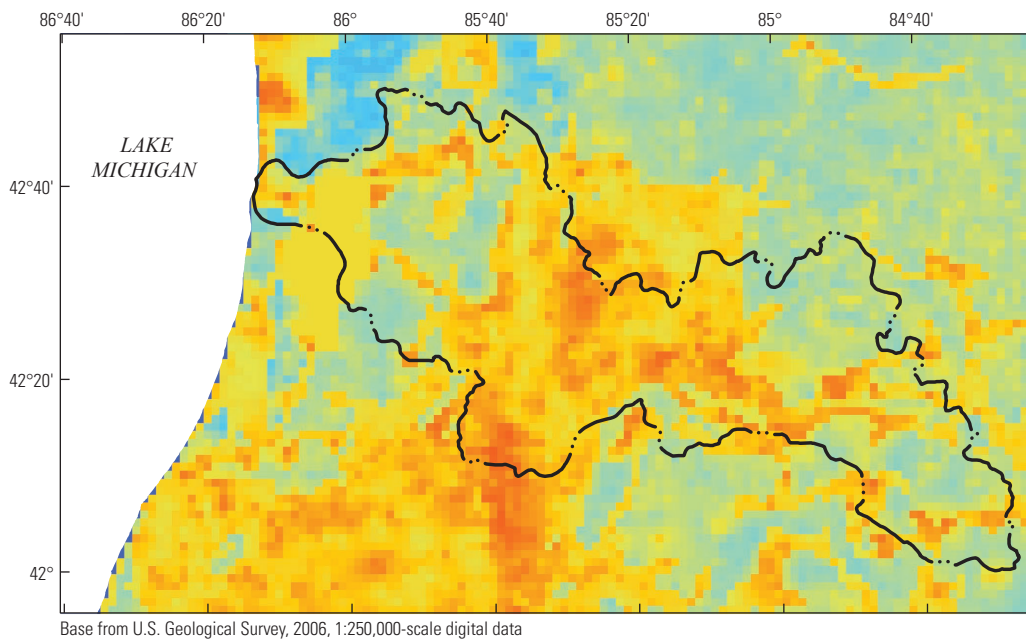 86°40' 86°20' 86° 85°40' 85°20' 85° 84°40'
LAKE
MICHIGAN
42°40'
42°20'
42°
Base from U.S. Geological Survey, 2006, 1:250,000-scale digital data